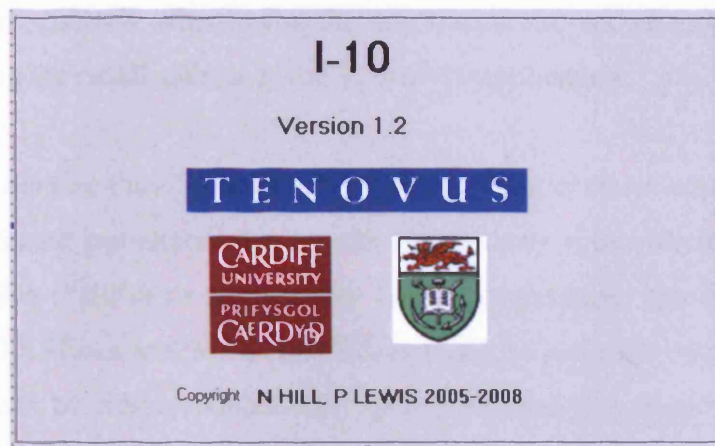 I-10
Version 1.2
TENOVUS
CARDIFF
UNIVERSITY
PRIFYSGOL
CAERDYDD
Copyright N HILL, P LEWIS 2005-2008